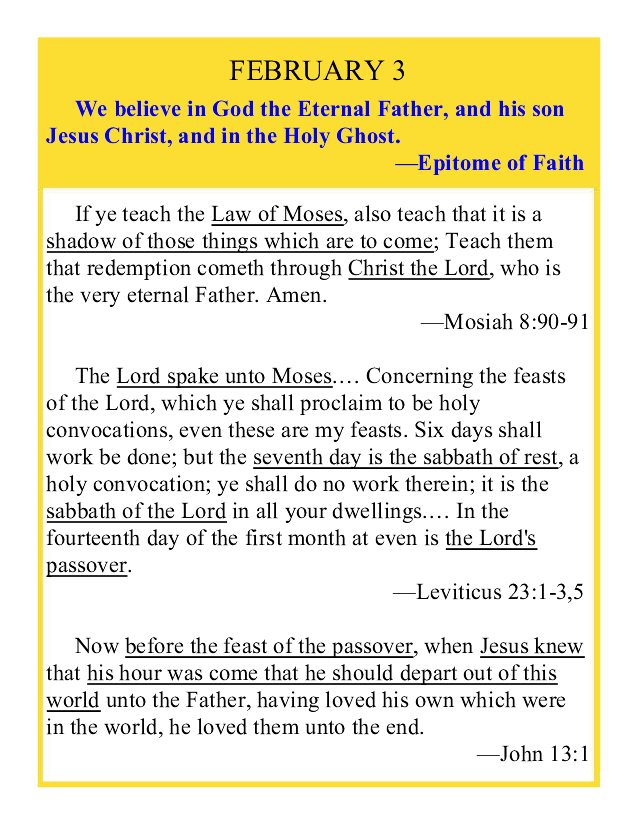 FEBRUARY 3
We believe in God the Eternal Father, and his son
Jesus Christ, and in the Holy Ghost.
—Epitome of Faith
If ye teach the Law of Moses, also teach that it is a
shadow of those things which are to come; Teach them
that redemption cometh through Christ the Lord, who is
the very eternal Father. Amen.
—Mosiah 8:90-91
The Lord spake unto Moses.… Concerning the feasts
of the Lord, which ye shall proclaim to be holy
convocations, even these are my feasts. Six days shall
work be done; but the seventh day is the sabbath of rest, a
holy convocation; ye shall do no work therein; it is the
sabbath of the Lord in all your dwellings.… In the
fourteenth day of the first month at even is the Lord's
passover.
—Leviticus 23:1-3,5
Now before the feast of the passover, when Jesus knew
that his hour was come that he should depart out of this
world unto the Father, having loved his own which were
in the world, he loved them unto the end.
—John 13:1